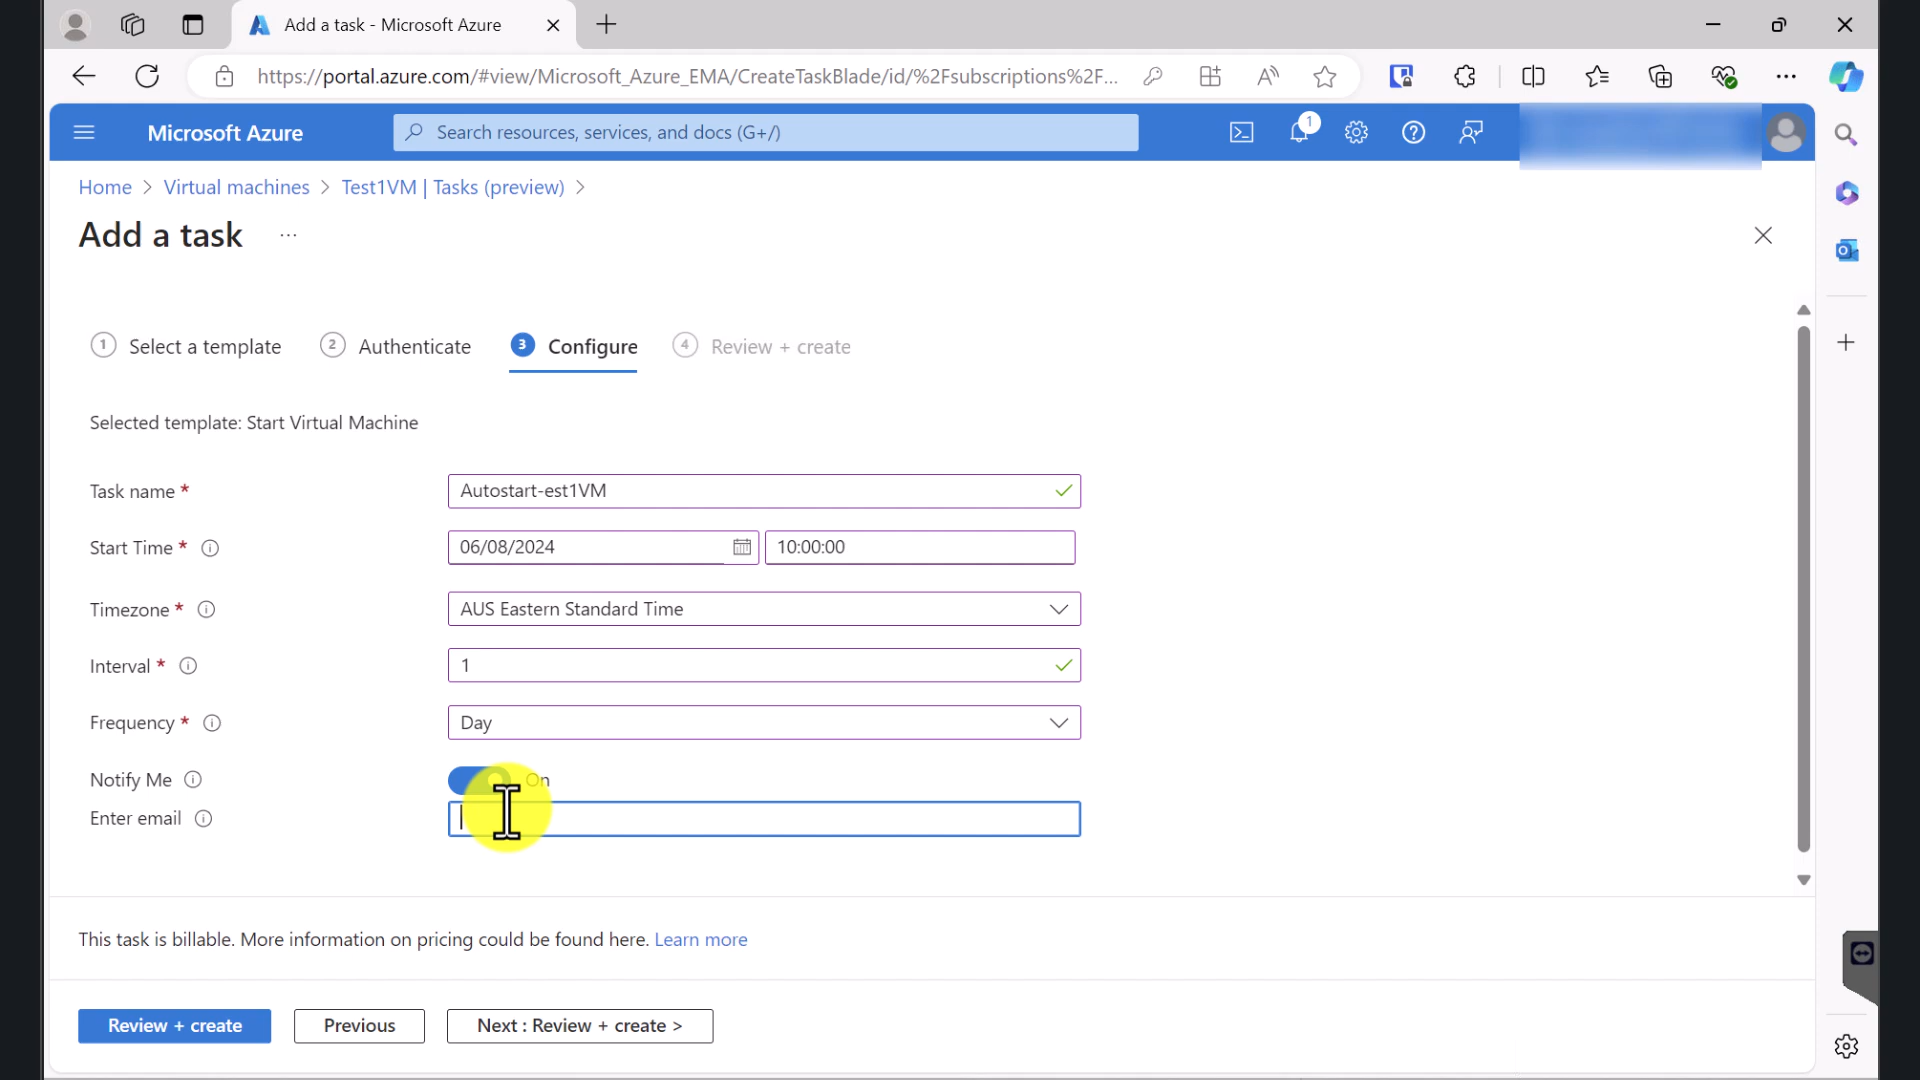 Add a task - Microsoft Azure
https://portal.azure.com/#view/Microsoft_Azure_EMA/CreateTaskBlade/id/%2Fsubscriptions%2F...
Microsoft Azure
Search resources, services, and docs (G+/)
1
Home > Virtual machines > Test1VM | Tasks (preview) >
Add a task ...
1 Select a template 2 Authenticate 3 Configure 4 Review + create
Selected template: Start Virtual Machine
Task name * Autostart-est1VM
Start Time * 06/08/2024 10:00:00
Timezone * AUS Eastern Standard Time
Interval * 1
Frequency * Day
Notify Me On
Enter email
This task is billable. More information on pricing could be found here. Learn more
Review + create Previous Next : Review + create >